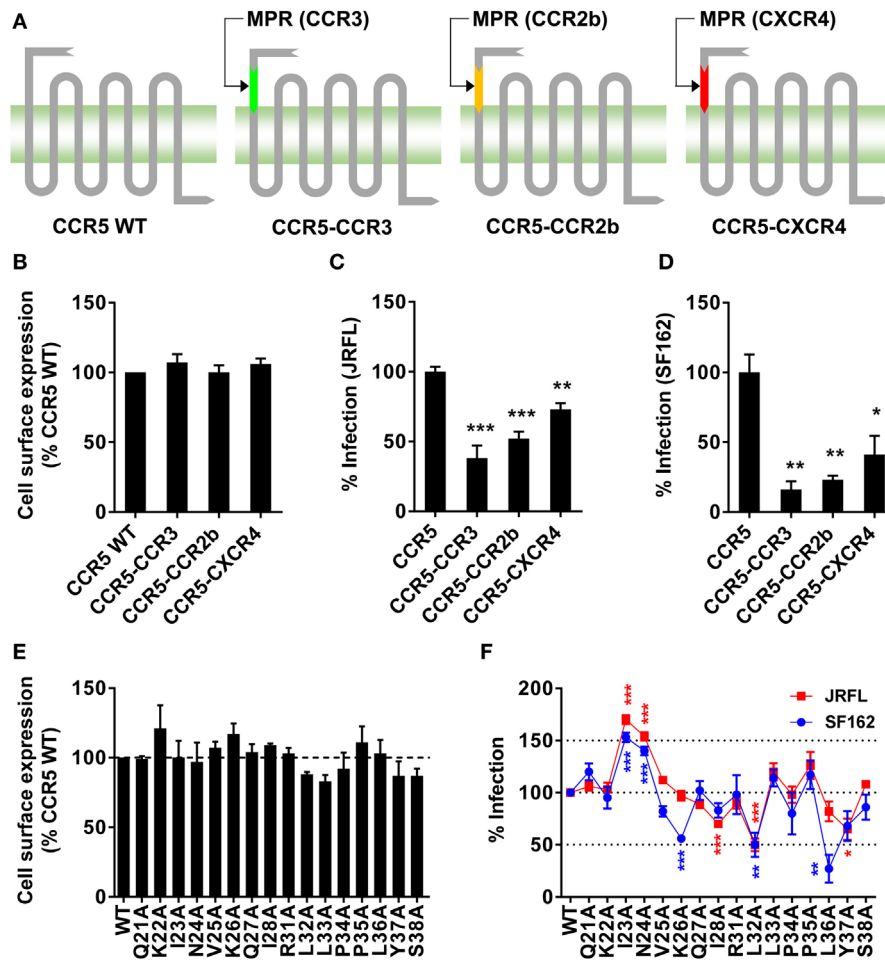 A
MPR (CCR3)
MPR (CCR2b)
MPR (CXCR4)
CCR5 WT
CCR5-CCR3
CCR5-CCR2b
CCR5-CXCR4
B
Cell surface expression
(% CCR5 WT)
150
100
50
0
CCR5 WT
CCR5-CCR3
CCR5-CCR2b
CCR5-CXCR4
C
% Infection (JRFL)
150
100
50
0
***
***
**
CCR5
CCR5-CCR3
CCR5-CCR2b
CCR5-CXCR4
D
% Infection (SF162)
150
100
50
0
**
**
*
CCR5
CCR5-CCR3
CCR5-CCR2b
CCR5-CXCR4
E
Cell surface expression
(% CCR5 WT)
150
100
50
0
WT
Q21A
K22A
I23A
N24A
V25A
K26A
Q27A
I28A
R31A
L32A
L33A
P34A
P35A
L36A
Y37A
S38A
F
% Infection
200
150
100
50
0
JRFL
SF162
***
***
***
***
***
***
***
**
**
*
WT
Q21A
K22A
I23A
N24A
V25A
K26A
Q27A
I28A
R31A
L32A
L33A
P34A
P35A
L36A
Y37A
S38A